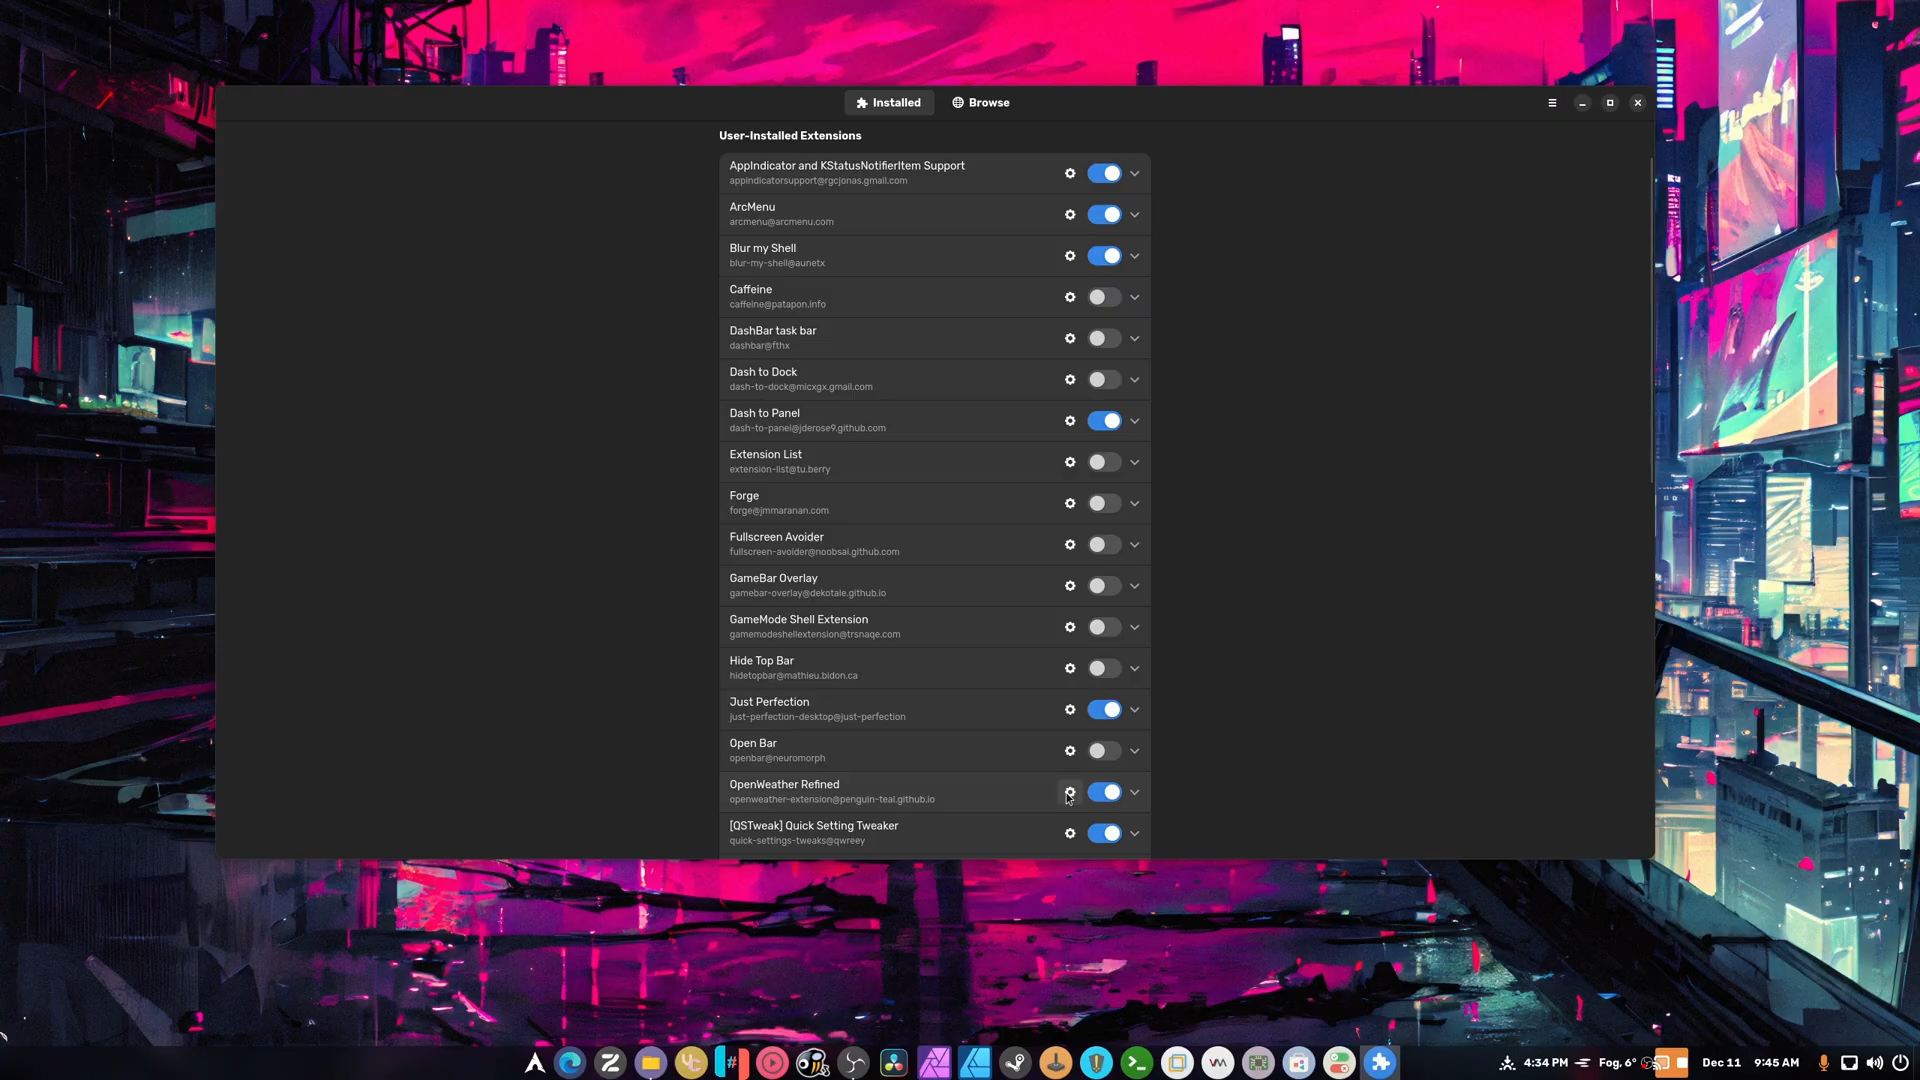 Installed
Browse
User-Installed Extensions
AppIndicator and KStatusNotifierItem Support
appindicatorsupport@rgcjonas.gmail.com
ArcMenu
arcmenu@arcmenu.com
Blur my Shell
blur-my-shell@aunetx
Caffeine
caffeine@patapon.info
DashBar task bar
dashbar@fthx
Dash to Dock
dash-to-dock@micxgx.gmail.com
Dash to Panel
dash-to-panel@jderose9.github.com
Extension List
extension-list@tu.berry
Forge
forge@jmmaranan.com
Fullscreen Avoider
fullscreen-avoider@noobsai.github.com
GameBar Overlay
gamebar-overlay@dekotale.github.io
GameMode Shell Extension
gamemodeshellextension@trsnaqe.com
Hide Top Bar
hidetopbar@mathieu.bidon.ca
Just Perfection
just-perfection-desktop@just-perfection
Open Bar
openbar@neuromorph
OpenWeather Refined
openweather-extension@penguin-teal.github.io
[QSTweak] Quick Setting Tweaker
quick-settings-tweaks@qwreey
4:34 PM
Fog, 6°
Dec 11
9:45 AM